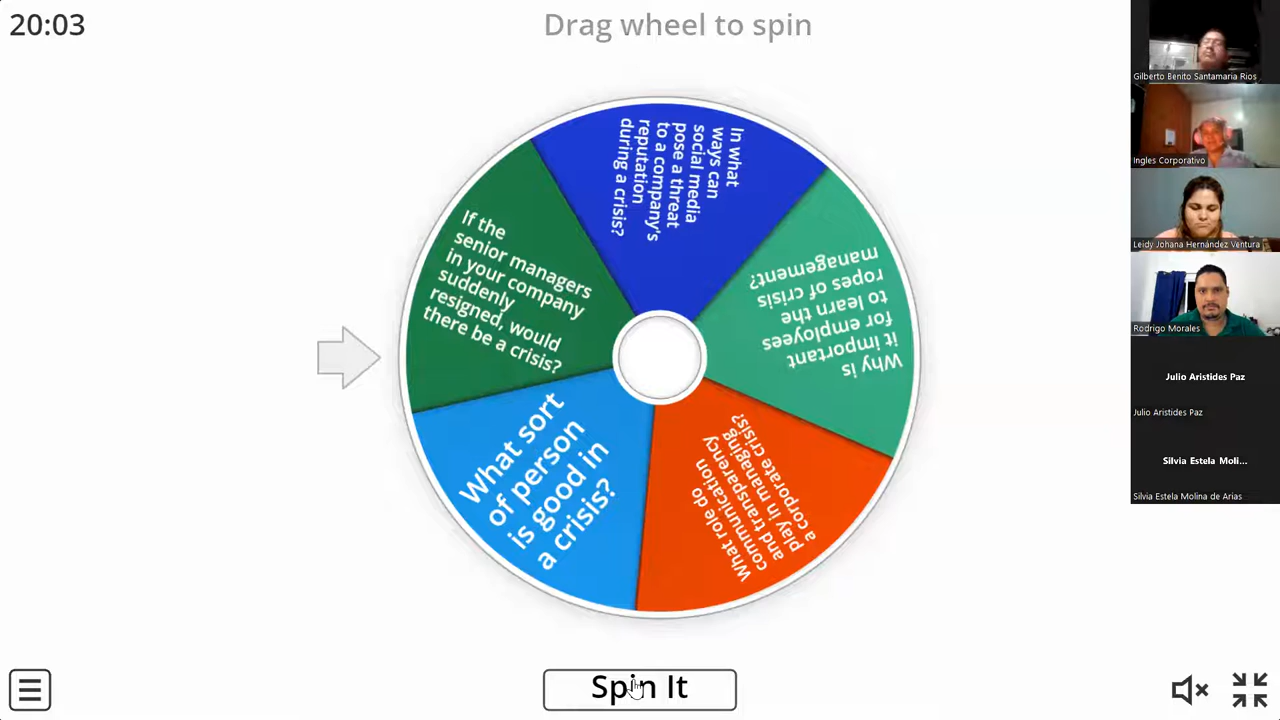 20:03
Drag wheel to spin
In what
ways can
social media
pose a threat
to a company's
reputation
during a crisis?
If the
senior managers
in your company
suddenly
resigned, would
there be a crisis?
Why is
it important
for employees
to learn the
ropes of crisis
management?
What sort
of person
is good in
a crisis?
What role do
communication
and transparency
play in managing
a corporate crisis?
Spin It
Gilberto Benito Santamaria Rios
Ingles Corporativo
Leidy Johana Hernández Ventura
Rodrigo Morales
Julio Aristides Paz
Julio Aristides Paz
Silvia Estela Moli...
Silvia Estela Molina de Arias